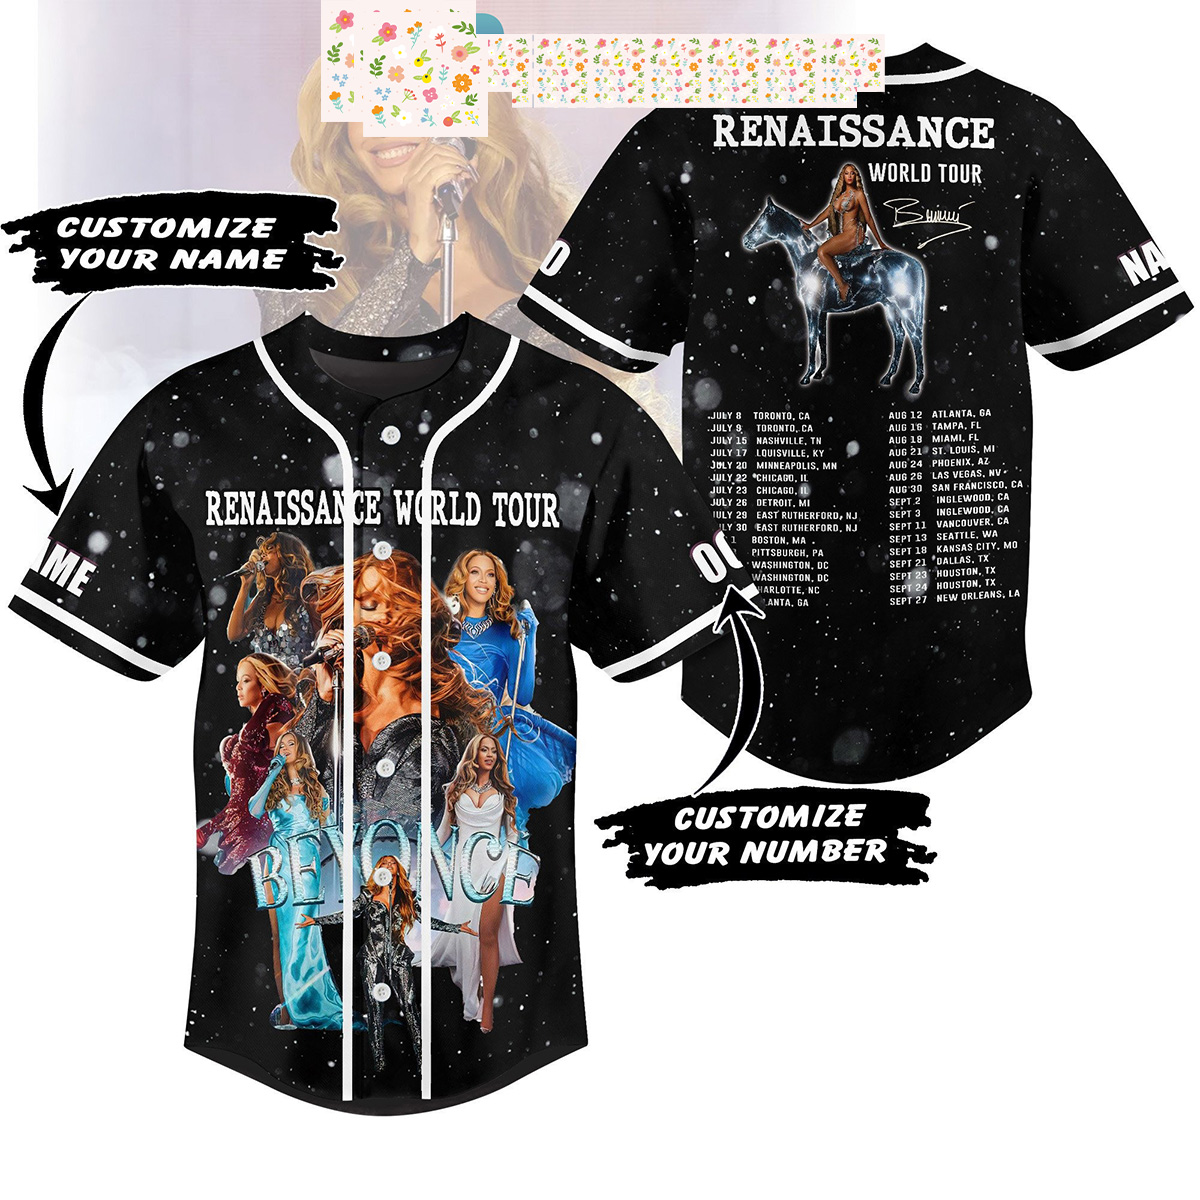 CUSTOMIZE
YOUR NAME
RENAISSANCE
WORLD TOUR
NA
0
JULY 8 TORONTO, CA
JULY 9 TORONTO, CA
JULY 15 NASHVILLE, TN
JULY 17 LOUISVILLE, KY
JULY 20 MINNEAPOLIS, MN
JULY 22 CHICAGO, IL
JULY 23 CHICAGO, IL
JULY 26 DETROIT, MI
JULY 29 EAST RUTHERFORD, NJ
JULY 30 EAST RUTHERFORD, NJ
1 BOSTON, MA
PITTSBURGH, PA
WASHINGTON, DC
WASHINGTON, DC
HARLOTTE, NC
LANTA, GA
AUG 12 ATLANTA, GA
AUG 16 TAMPA, FL
AUG 18 MIAMI, FL
AUG 21 ST. LOUIS, MI
AUG 24 PHOENIX, AZ
AUG 26 LAS VEGAS, NV
AUG 30 SAN FRANCISCO, CA
SEPT 2 INGLEWOOD, CA
SEPT 3 INGLEWOOD, CA
SEPT 11 VANCOUVER, CA
SEPT 13 SEATTLE, WA
SEPT 18 KANSAS CITY, MO
SEPT 21 DALLAS, TX
SEPT 23 HOUSTON, TX
SEPT 24 HOUSTON, TX
SEPT 27 NEW ORLEANS, LA
RENAISSANCE WORLD TOUR
AME
00
BEYONCE
CUSTOMIZE
YOUR NUMBER